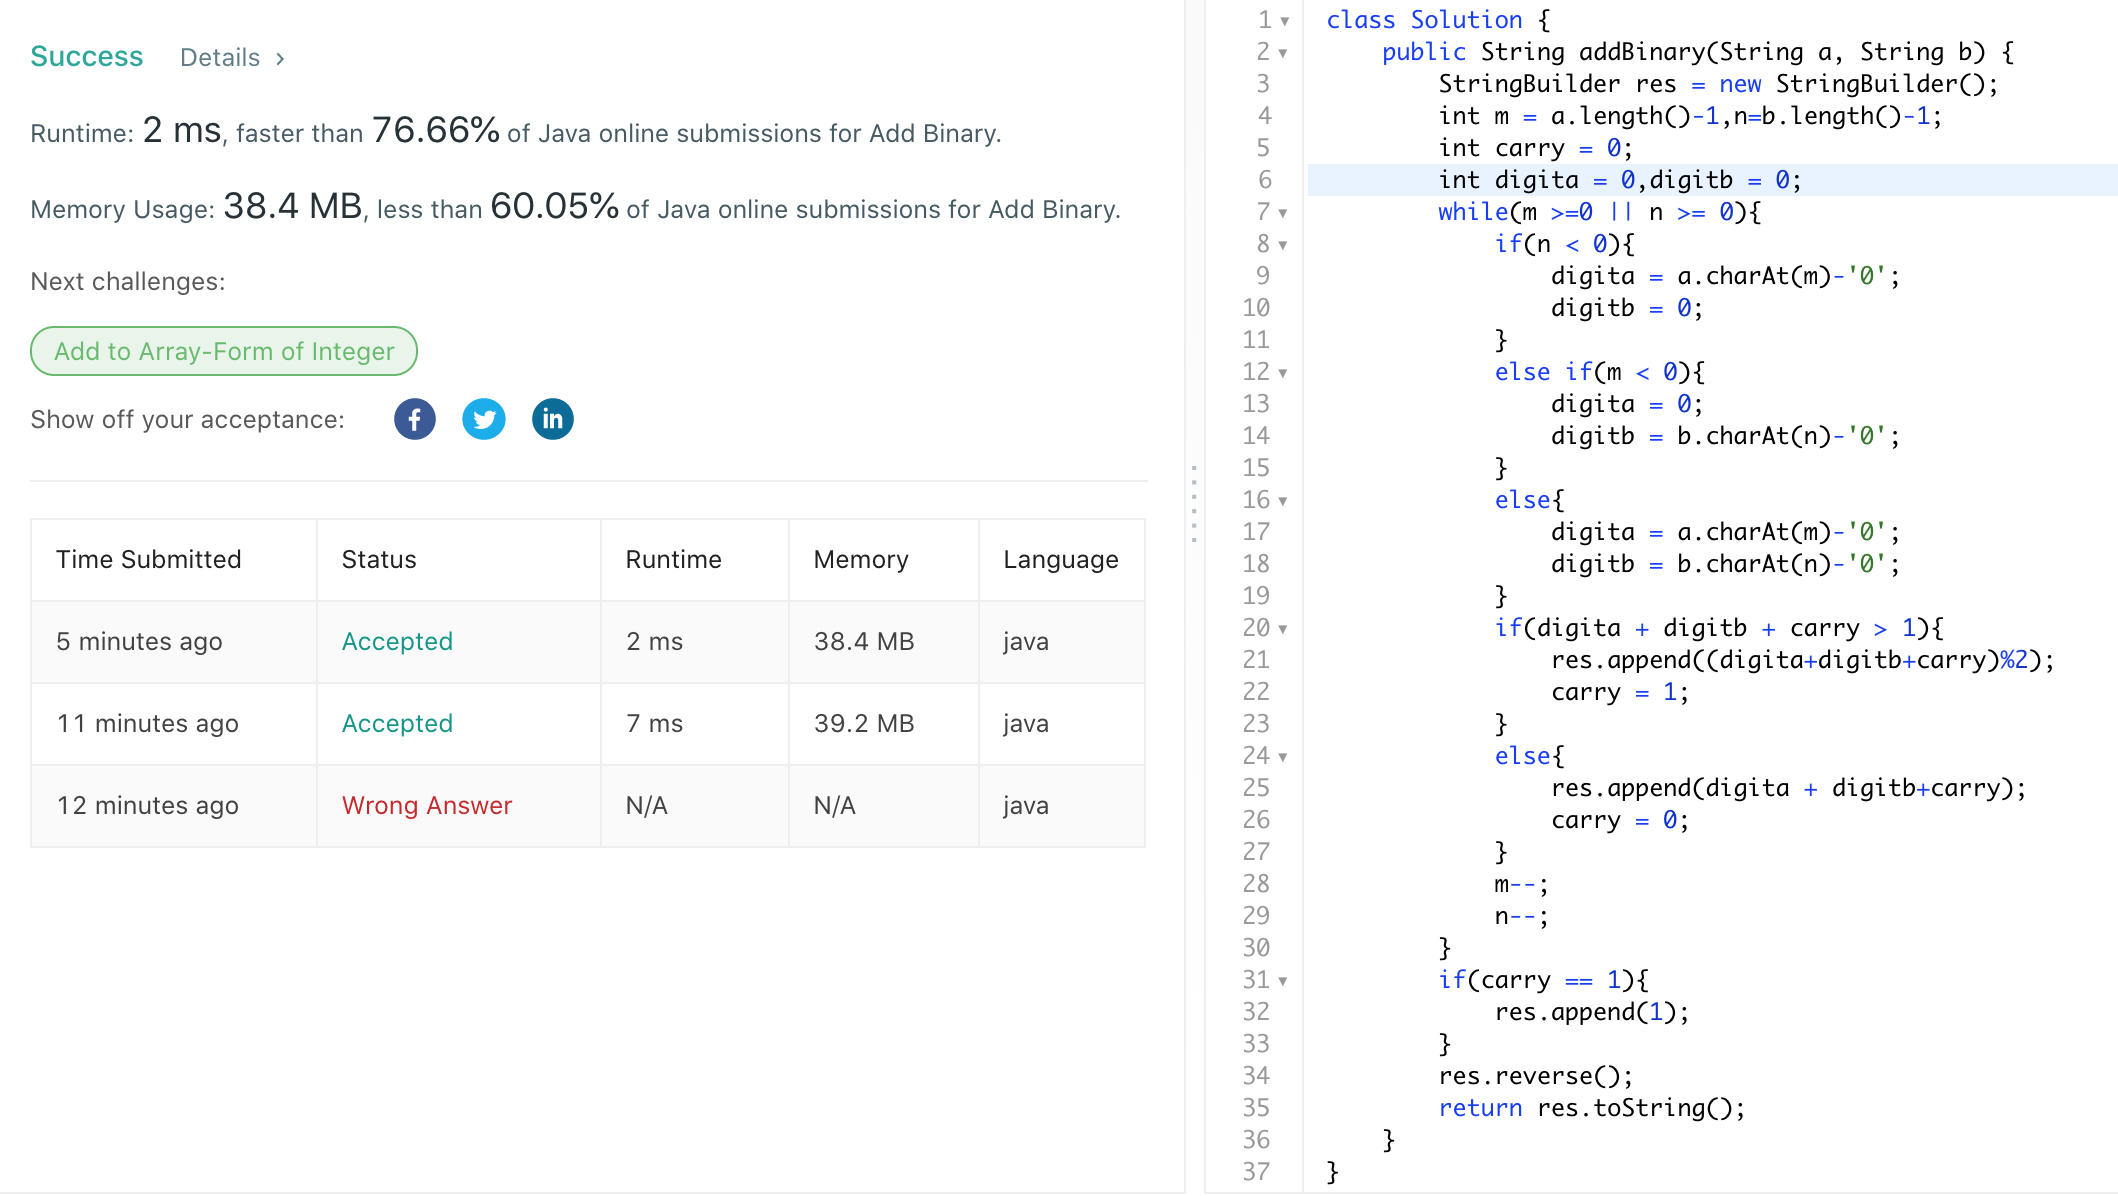 Success Details >
Runtime: 2 ms, faster than 76.66% of Java online submissions for Add Binary.
Memory Usage: 38.4 MB, less than 60.05% of Java online submissions for Add Binary.
Next challenges:
Add to Array-Form of Integer
Show off your acceptance: f in
Time Submitted Status Runtime Memory Language
5 minutes ago Accepted 2 ms 38.4 MB java
11 minutes ago Accepted 7 ms 39.2 MB java
12 minutes ago Wrong Answer N/A N/A java
1 class Solution {
2     public String addBinary(String a, String b) {
3         StringBuilder res = new StringBuilder();
4         int m = a.length()-1,n=b.length()-1;
5         int carry = 0;
6         int digita = 0,digitb = 0;
7         while(m >=0 || n >= 0){
8             if(n < 0){
9                 digita = a.charAt(m)-'0';
10                 digitb = 0;
11             }
12             else if(m < 0){
13                 digita = 0;
14                 digitb = b.charAt(n)-'0';
15             }
16             else{
17                 digita = a.charAt(m)-'0';
18                 digitb = b.charAt(n)-'0';
19             }
20             if(digita + digitb + carry > 1){
21                 res.append((digita+digitb+carry)%2);
22                 carry = 1;
23             }
24             else{
25                 res.append(digita + digitb+carry);
26                 carry = 0;
27             }
28             m--;
29             n--;
30         }
31         if(carry == 1){
32             res.append(1);
33         }
34         res.reverse();
35         return res.toString();
36     }
37 }